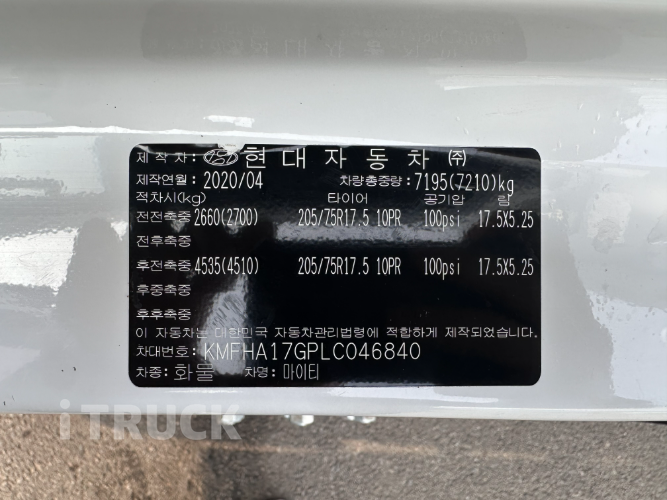 제 작 자: 현 대 자 동 차 ㈜
제작연월: 2020/04 차량총중량: 7195(7210)kg
적차시(kg) 타이어 공기압 림
전전축중 2660(2700) 205/75R17.5 10PR 100psi 17.5X5.25
전후축중
후전축중 4535(4510) 205/75R17.5 10PR 100psi 17.5X5.25
후중축중
후후축중
이 자동차는 대한민국 자동차관리법령에 적합하게 제작되었습니다.
차대번호: KMFHA17GPLC046840
차종: 화 물 차명: 마이티
iTRUCK